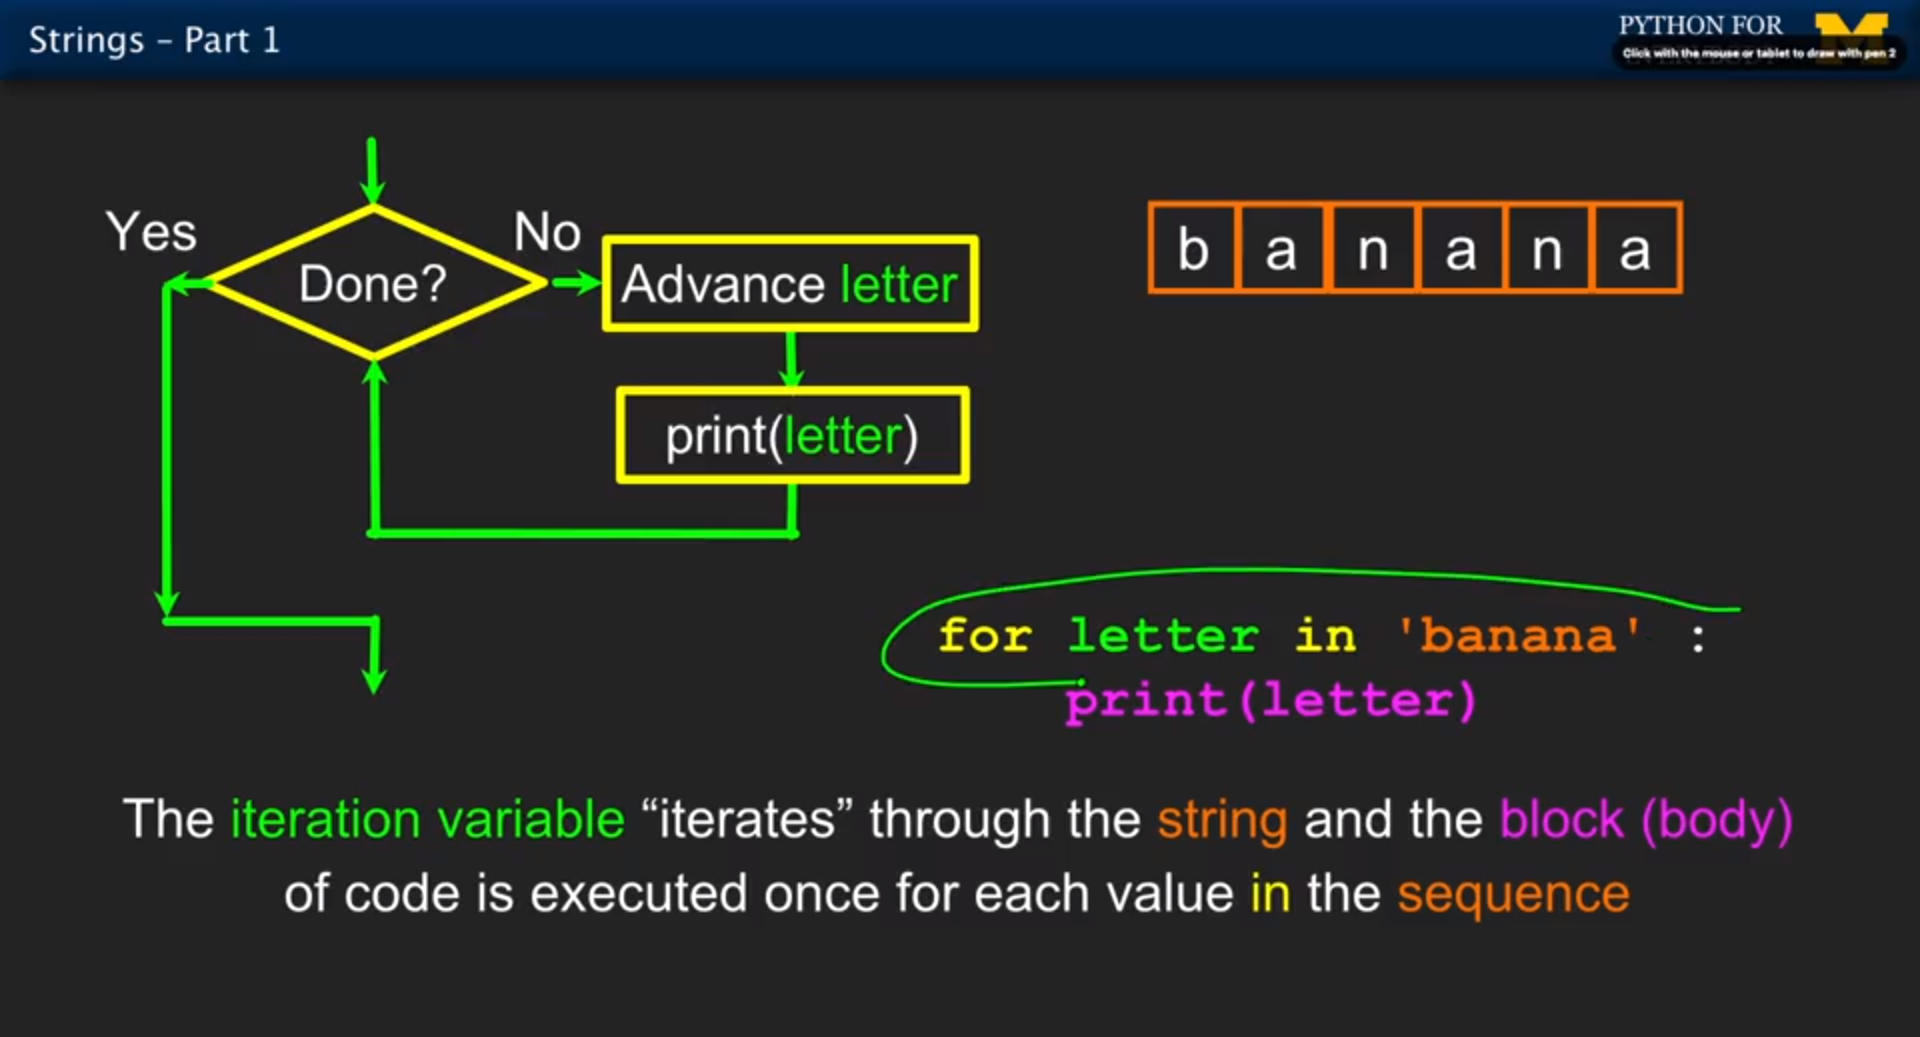 Strings – Part 1
PYTHON FOR
Click with the mouse or tablet to draw with pen 2
Yes
No
Done?
Advance letter
print(letter)
b a n a n a
for letter in 'banana' :
print(letter)
The iteration variable “iterates” through the string and the block (body)
of code is executed once for each value in the sequence